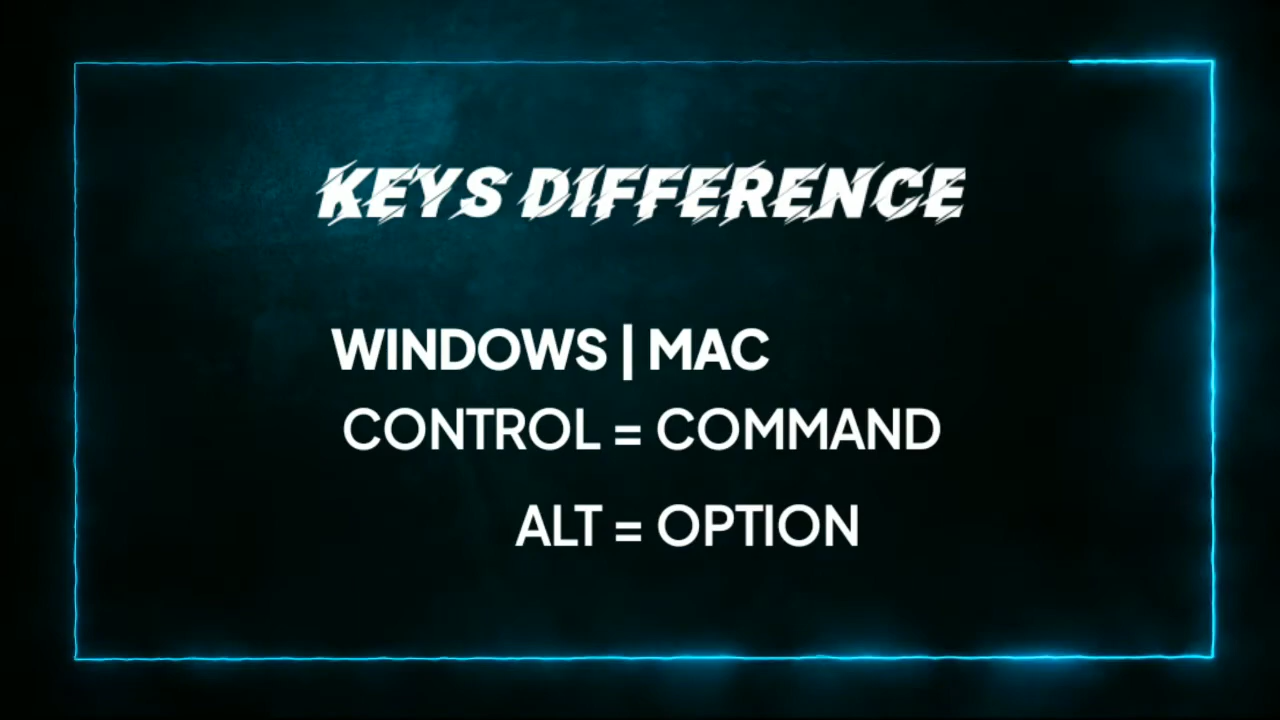 KEYS DIFFERENCE
WINDOWS | MAC
CONTROL = COMMAND
ALT = OPTION